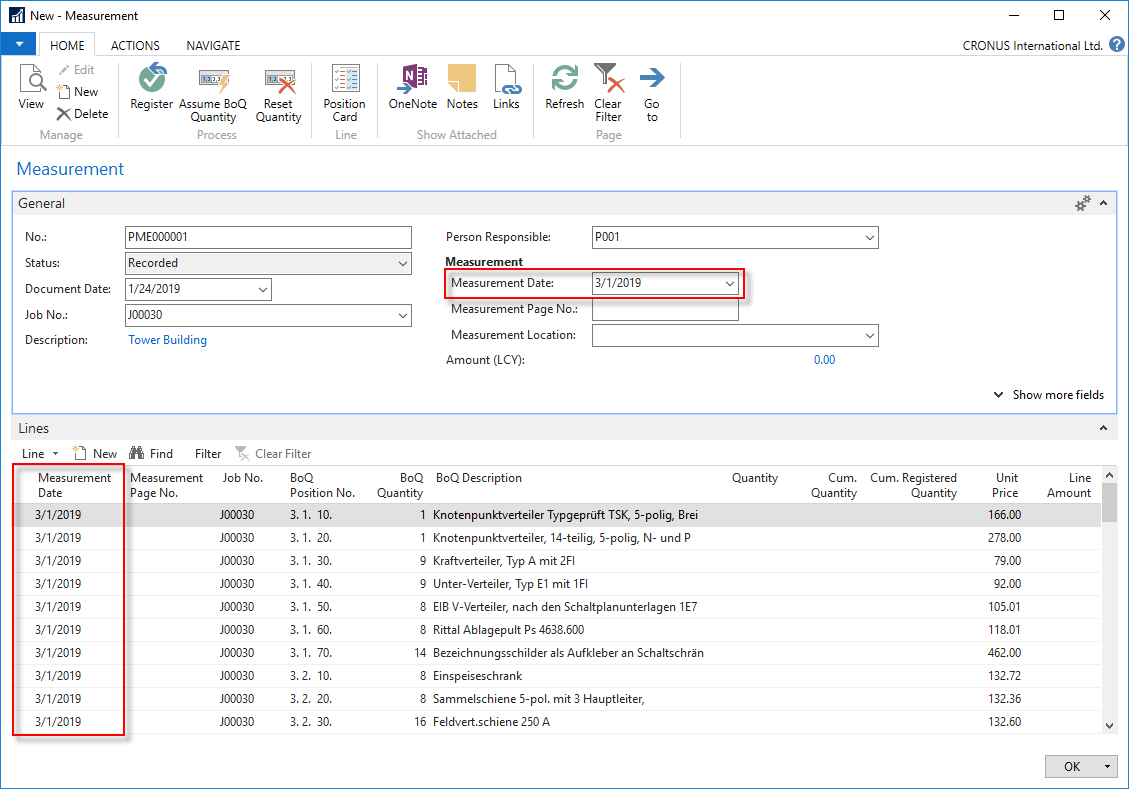 New - Measurement
HOME ACTIONS NAVIGATE CRONUS International Ltd. ?
View
Edit
New
Delete
Manage
Register
Assume BoQ Quantity
Reset Quantity
Process
Position Card
Line
OneNote
Notes
Links
Show Attached
Refresh
Clear Filter
Go to
Page
Measurement
General
No.: PME000001
Status: Recorded
Document Date: 1/24/2019
Job No.: J00030
Description: Tower Building
Person Responsible: P001
Measurement
Measurement Date: 3/1/2019
Measurement Page No.:
Measurement Location:
Amount (LCY): 0.00
Show more fields
Lines
Line New Find Filter Clear Filter
Measurement Date Measurement Page No. Job No. BoQ Position No. BoQ Quantity BoQ Description Quantity Cum. Quantity Cum. Registered Quantity Unit Price Line Amount
3/1/2019 J00030 3. 1. 10. 1 Knotenpunktverteiler Typgeprüft TSK, 5-polig, Brei 166.00
3/1/2019 J00030 3. 1. 20. 1 Knotenpunktverteiler, 14-teilig, 5-polig, N- und P 278.00
3/1/2019 J00030 3. 1. 30. 9 Kraftverteiler, Typ A mit 2FI 79.00
3/1/2019 J00030 3. 1. 40. 9 Unter-Verteiler, Typ E1 mit 1FI 92.00
3/1/2019 J00030 3. 1. 50. 8 EIB V-Verteiler, nach den Schaltplanunterlagen 1E7 105.01
3/1/2019 J00030 3. 1. 60. 8 Rittal Ablagepult Ps 4638.600 118.01
3/1/2019 J00030 3. 1. 70. 14 Bezeichnungsschilder als Aufkleber an Schaltschrän 462.00
3/1/2019 J00030 3. 2. 10. 8 Einspeiseschrank 132.72
3/1/2019 J00030 3. 2. 20. 8 Sammelschiene 5-pol. mit 3 Hauptleiter, 132.36
3/1/2019 J00030 3. 2. 30. 16 Feldvert.schiene 250 A 132.60
OK